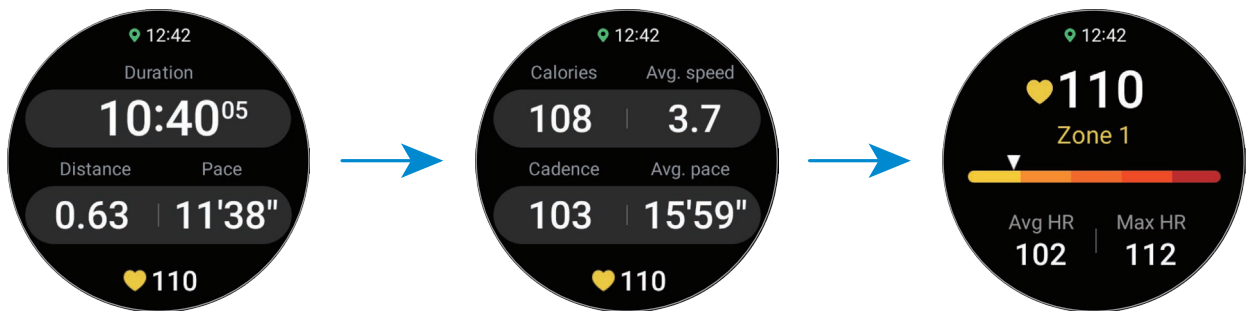 12:42
Duration
10:40 05
Distance Pace
0.63 11'38"
110
12:42
Calories Avg. speed
108 3.7
Cadence Avg. pace
103 15'59"
110
12:42
110
Zone 1
Avg HR Max HR
102 112